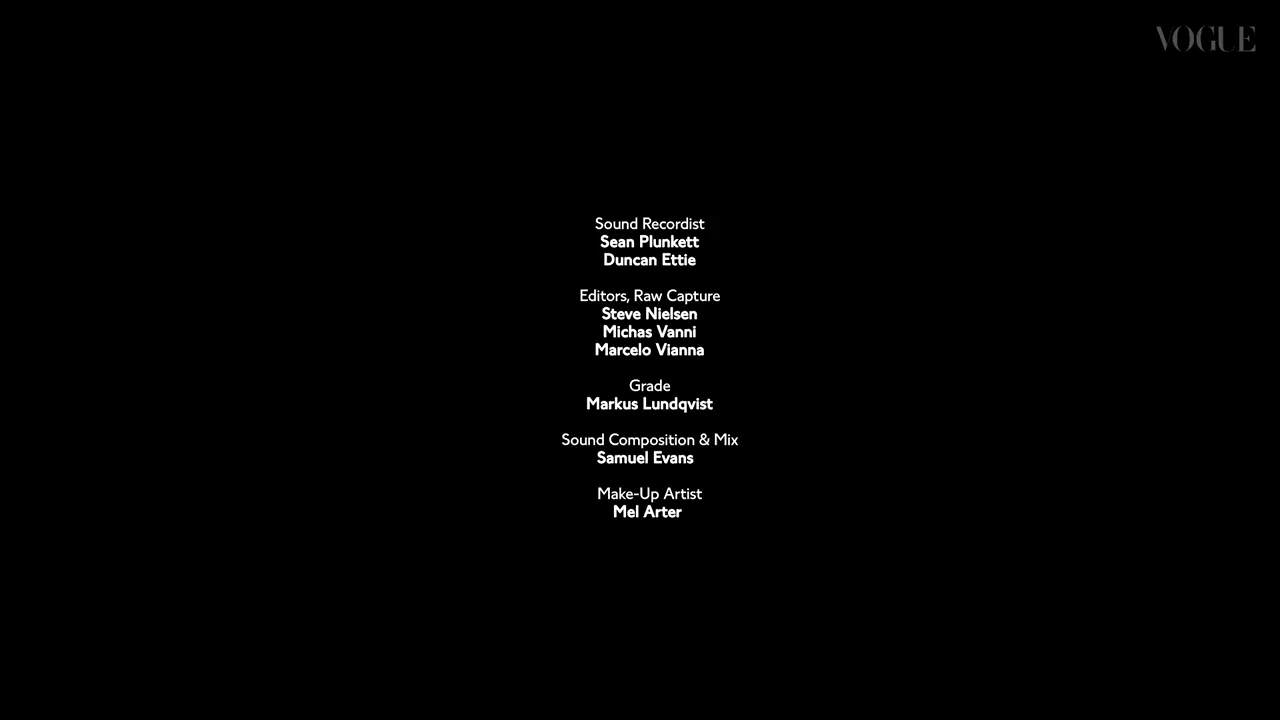 VOGUE
Sound Recordist
Sean Plunkett
Duncan Ettie
Editors, Raw Capture
Steve Nielsen
Michas Vanni
Marcelo Vianna
Grade
Markus Lundqvist
Sound Composition & Mix
Samuel Evans
Make-Up Artist
Mel Arter